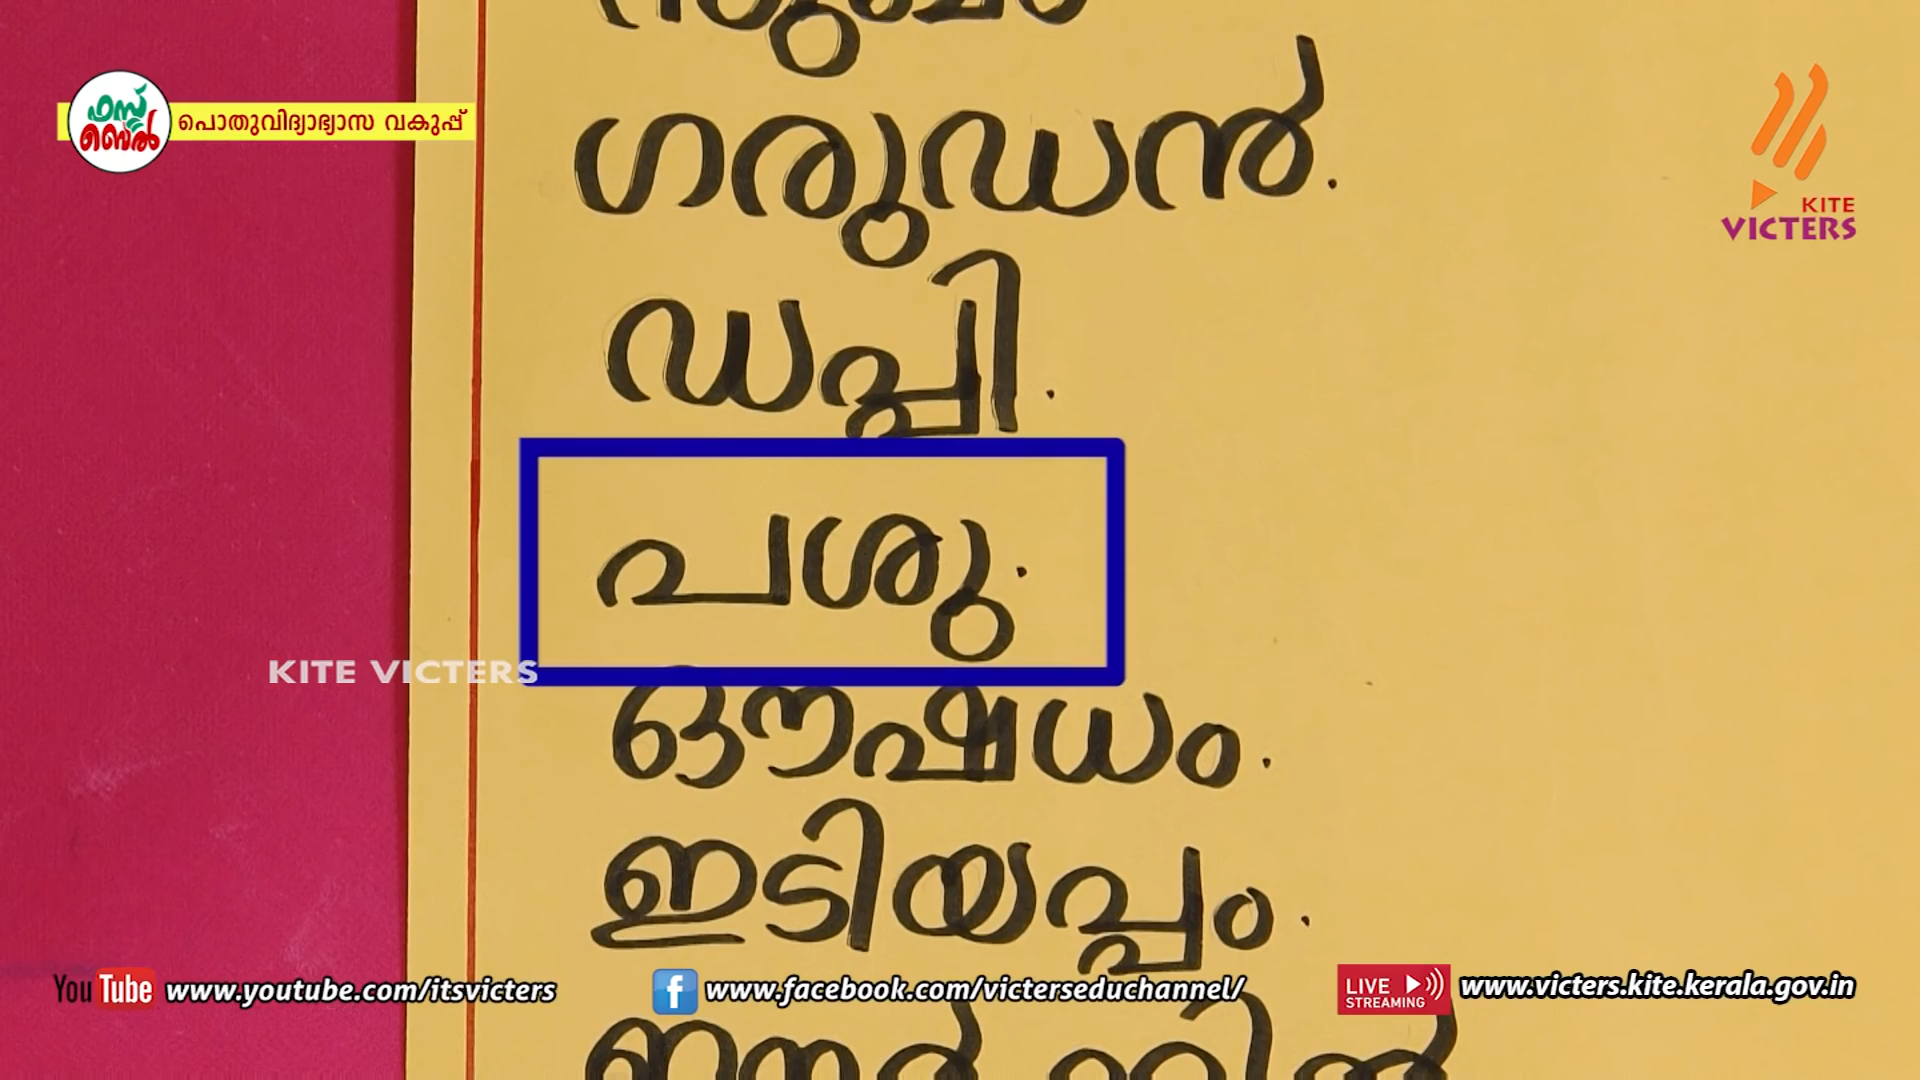 ഫസ്റ്റ്
ബെൽ
പൊതുവിദ്യാഭ്യാസ വകുപ്പ്
KITE
VICTERS
ഗരുഡൻ.
ഡപ്പി.
പശു.
KITE VICTERS
ഔഷധം.
ഇടിയപ്പം.
YouTube www.youtube.com/itsvicters
f www.facebook.com/victerseduchannel/
LIVE STREAMING www.victers.kite.kerala.gov.in